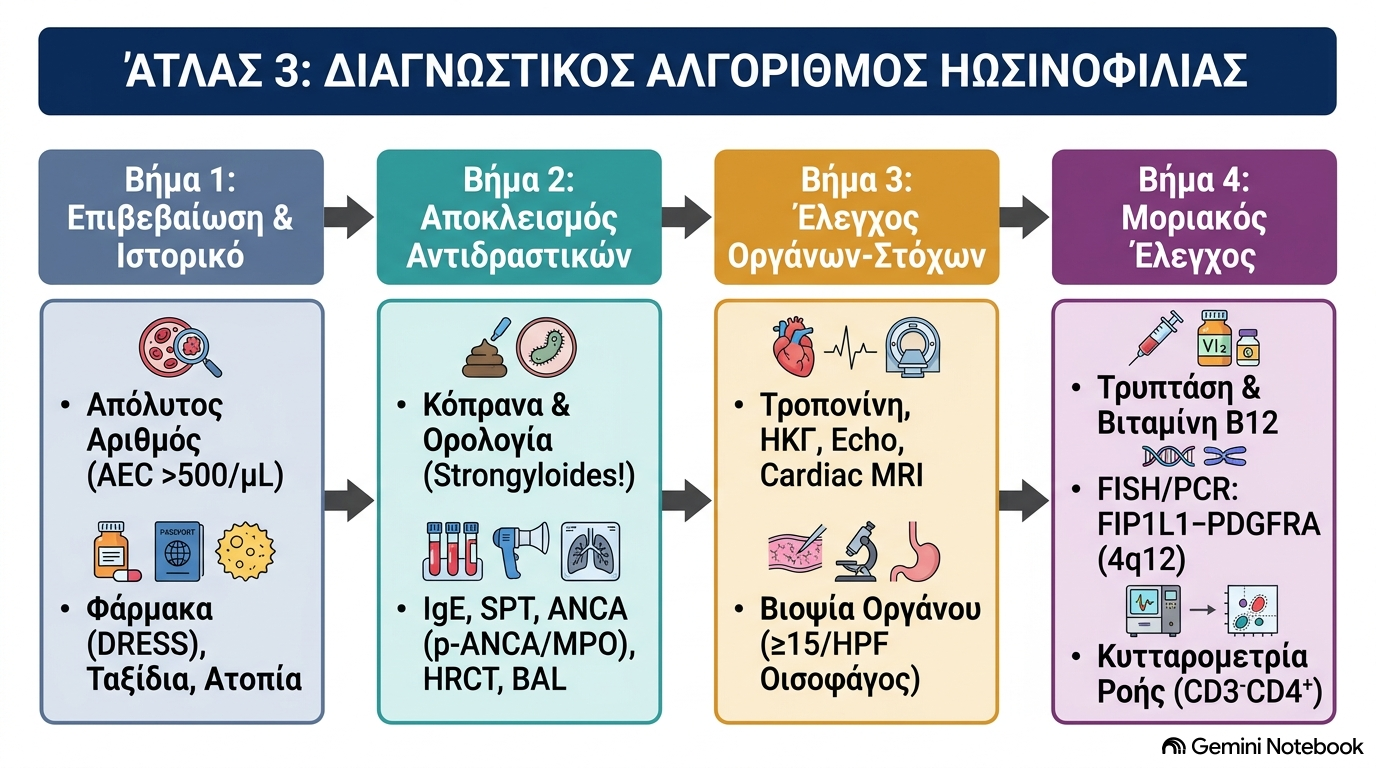 ΆΤΛΑΣ 3: ΔΙΑΓΝΩΣΤΙΚΟΣ ΑΛΓΟΡΙΘΜΟΣ ΗΩΣΙΝΟΦΙΛΙΑΣ
Βήμα 1:
Επιβεβαίωση &
Ιστορικό
• Απόλυτος
Αριθμός
(AEC >500/μL)
PASSPORT
• Φάρμακα
(DRESS),
Ταξίδια, Ατοπία
Βήμα 2:
Αποκλεισμός
Αντιδραστικών
• Κόπρανα &
Ορολογία
(Strongyloides!)
• IgE, SPT, ANCA
(p-ANCA/MPO),
HRCT, BAL
Βήμα 3:
Έλεγχος
Οργάνων-Στόχων
• Τροπονίνη,
ΗΚΓ, Echo,
Cardiac MRI
• Βιοψία Οργάνου
(≥15/HPF
Οισοφάγος)
Βήμα 4:
Μοριακός
Έλεγχος
VI₂
C
• Τρυπτάση &
Βιταμίνη Β12
• FISH/PCR:
FIP1L1–PDGFRA
(4q12)
• Κυτταρομετρία
Ροής (CD3⁻CD4⁺)
Gemini Notebook